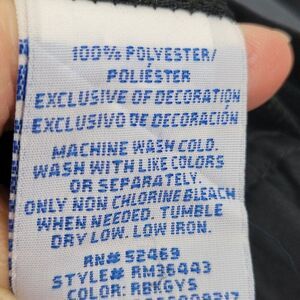 100% POLYESTER/
POLIÉSTER
EXCLUSIVE OF DECORATION
EXCLUSIVO DE DECORACIÓN
MACHINE WASH COLD.
WASH WITH LIKE COLORS
OR SEPARATELY.
ONLY NON CHLORINE BLEACH
WHEN NEEDED. TUMBLE
DRY LOW. LOW IRON.
RN# 52469
STYLE# RM36443
COLOR: RBKGYS